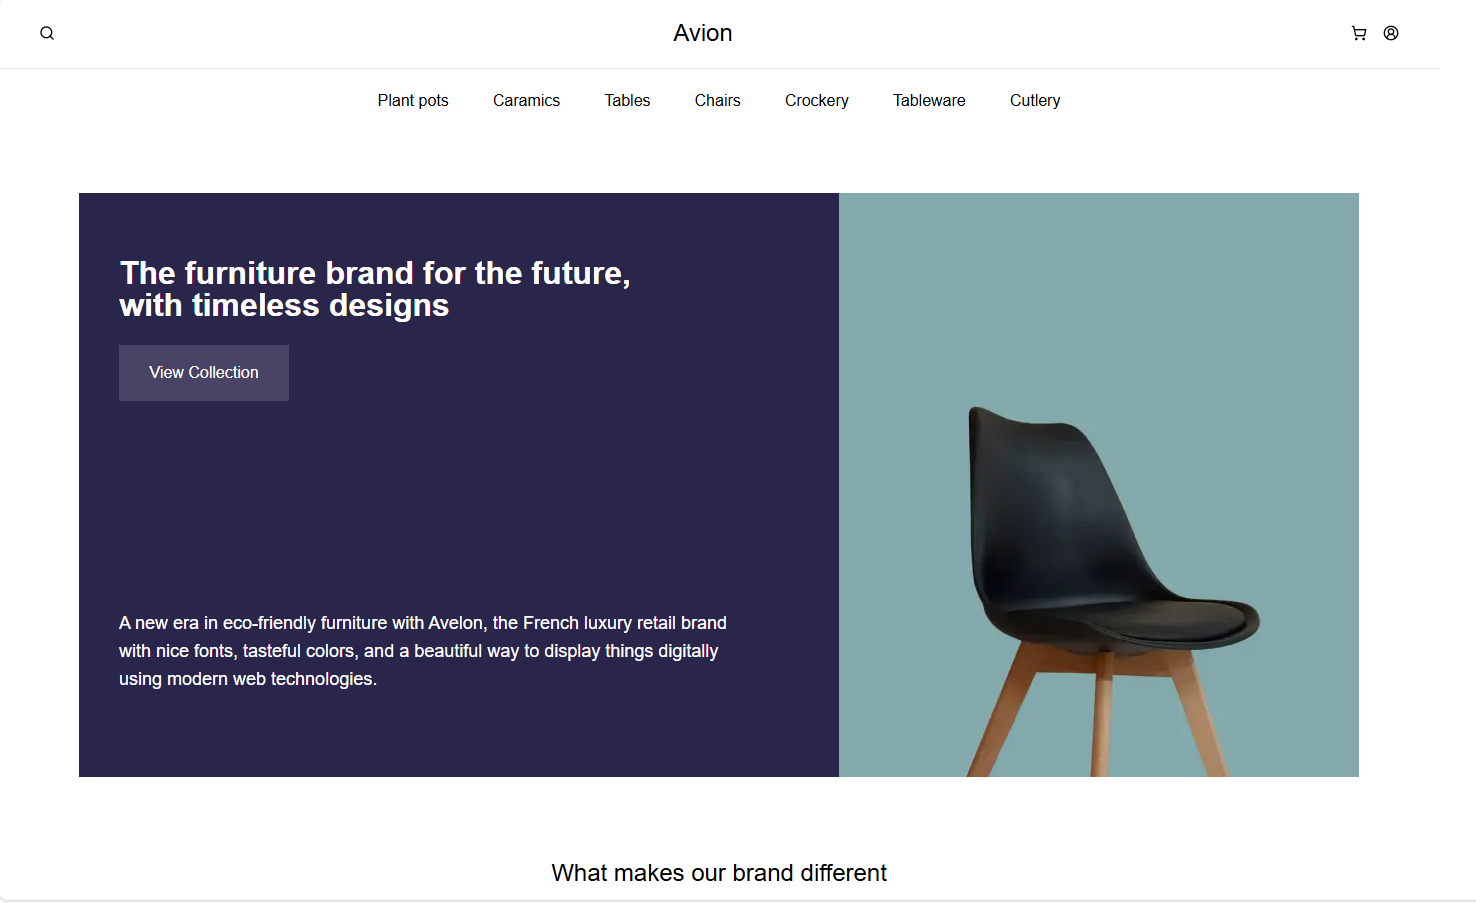 Avion
Plant pots Caramics Tables Chairs Crockery Tableware Cutlery
The furniture brand for the future,
with timeless designs
View Collection
A new era in eco-friendly furniture with Avelon, the French luxury retail brand
with nice fonts, tasteful colors, and a beautiful way to display things digitally
using modern web technologies.
What makes our brand different